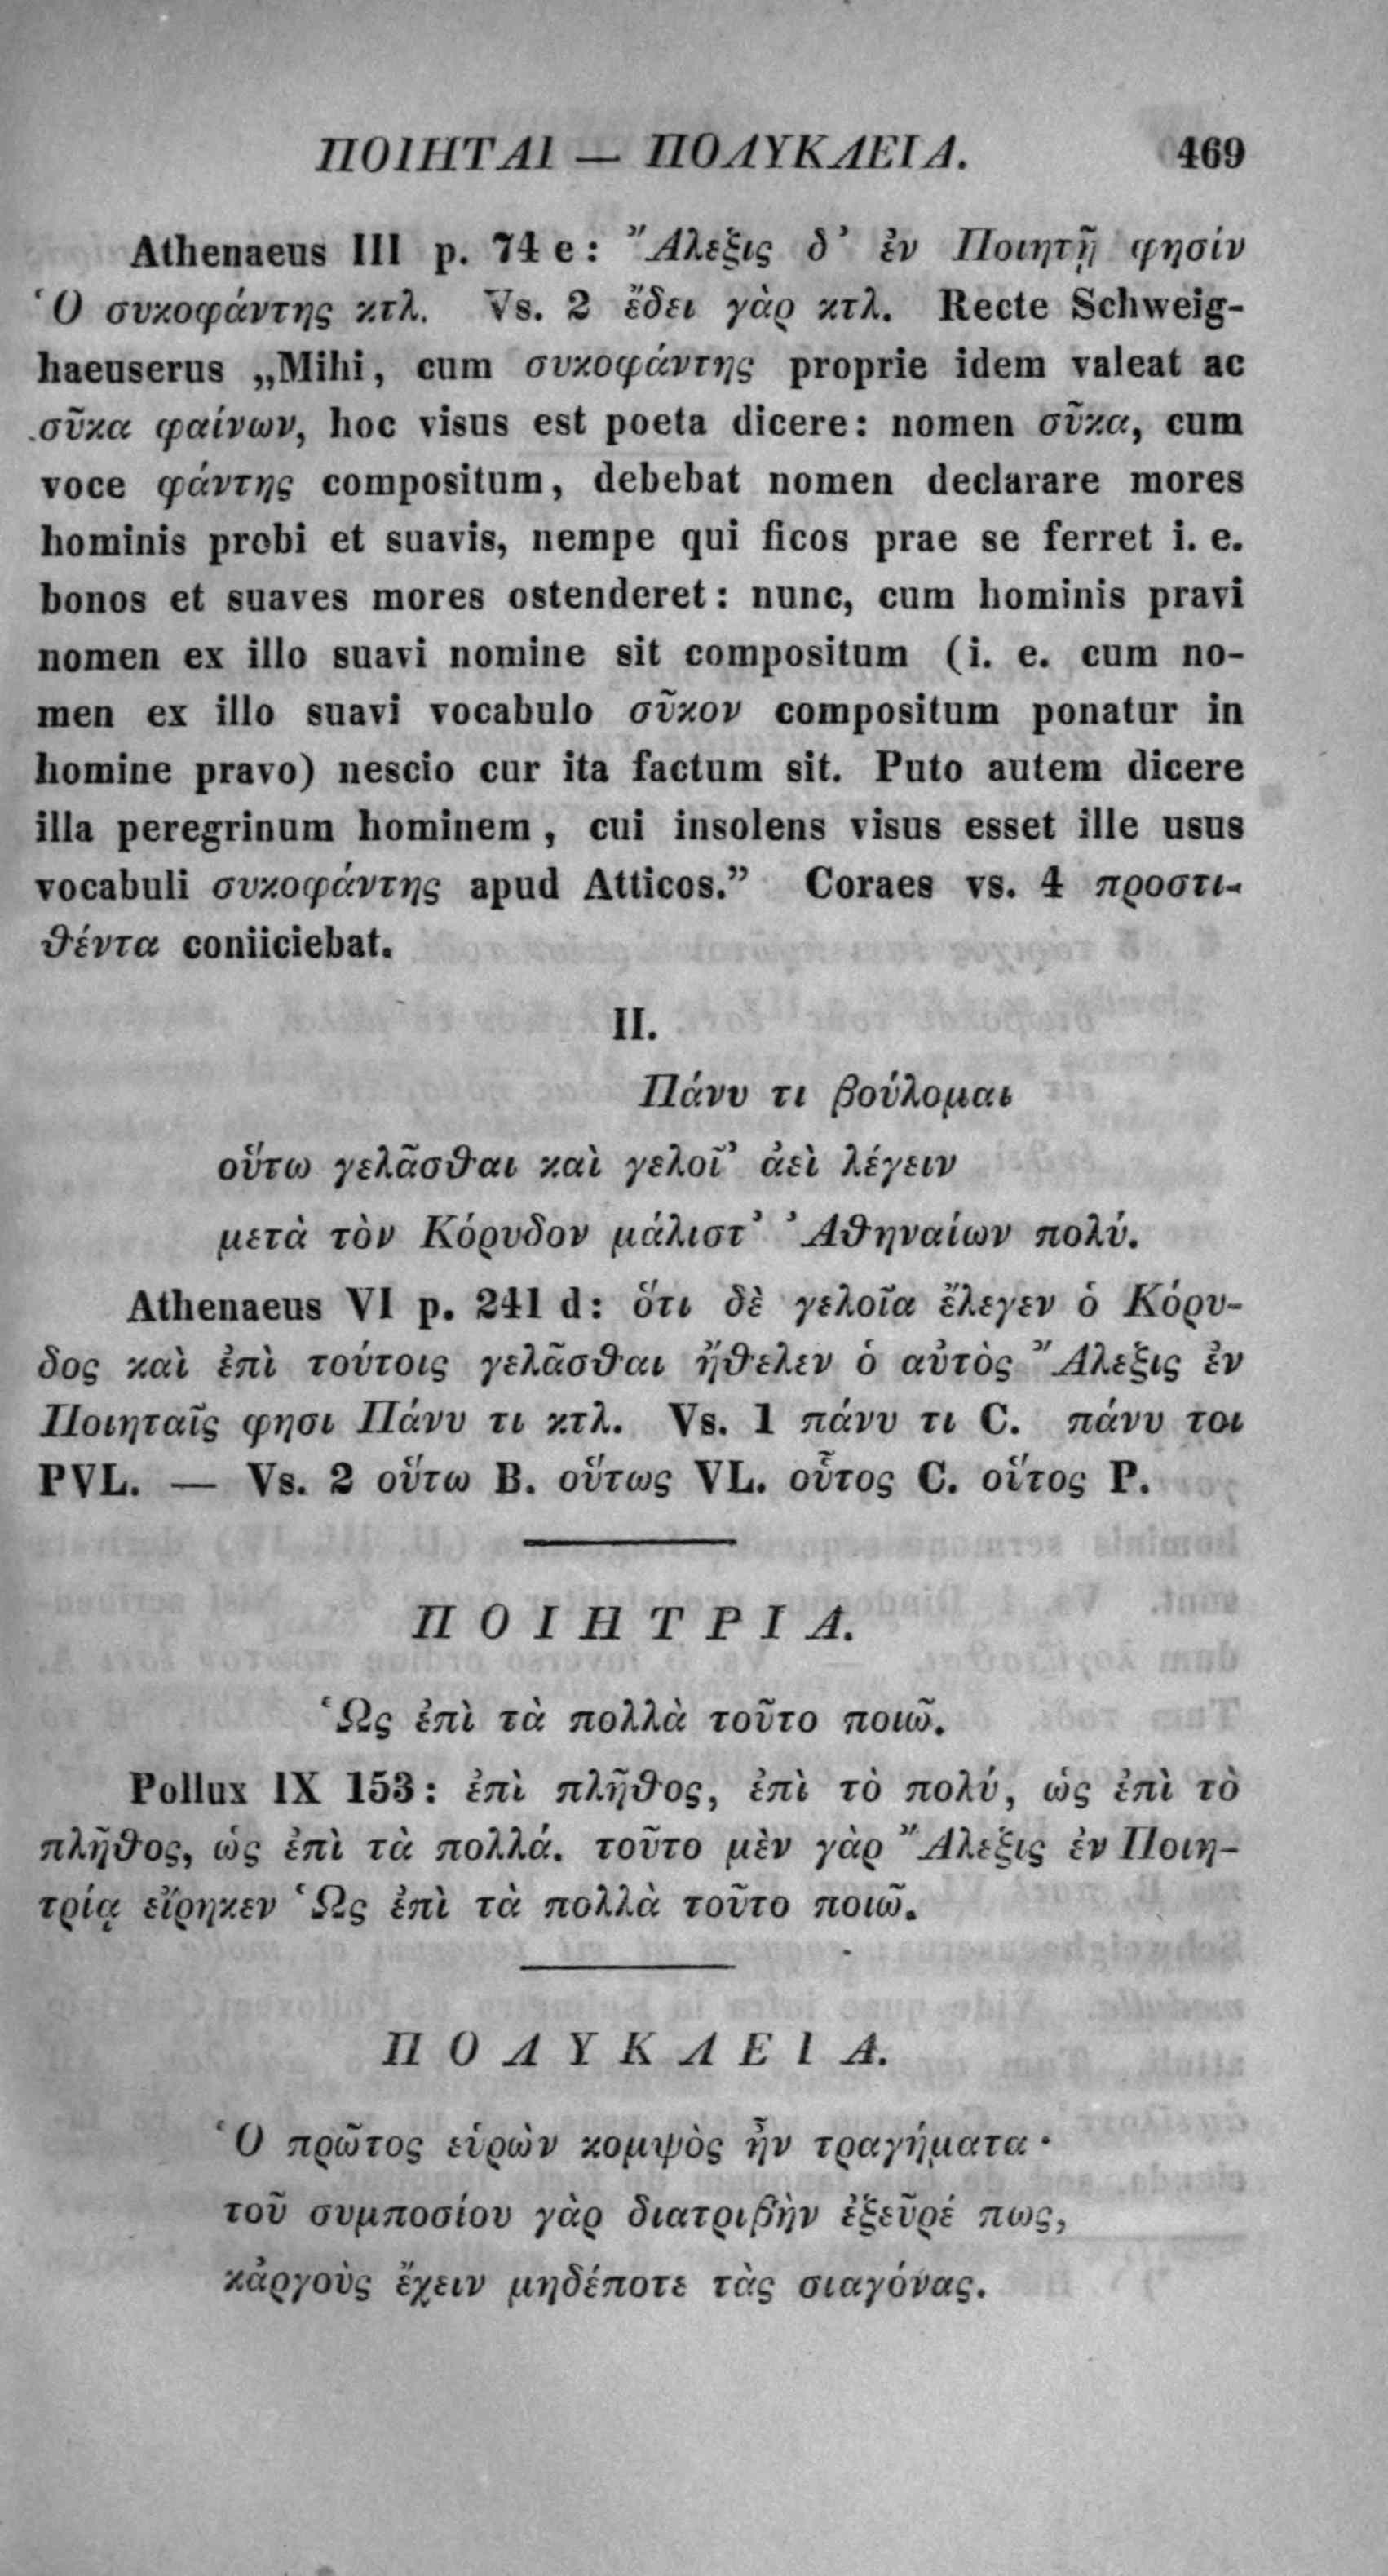 ΠΟΙΗΤΑΙ — ΠΟΛΥΚΛΕΙΑ. 469
Athenaeus III p. 74 e: Ἄλεξις δ’ ἐν Ποιητῇ φησίν
Ὁ συκοφάντης κτλ. Vs. 2 ἔδει γὰρ κτλ. Recte Schweig-
haeuserus „Mihi, cum συκοφάντης proprie idem valeat ac
σῦκα φαίνων, hoc visus est poeta dicere: nomen σῦκα, cum
voce φάντης compositum, debebat nomen declarare mores
hominis probi et suavis, nempe qui ficos prae se ferret i. e.
bonos et suaves mores ostenderet: nunc, cum hominis pravi
nomen ex illo suavi nomine sit compositum (i. e. cum no-
men ex illo suavi vocabulo σῦκον compositum ponatur in
homine pravo) nescio cur ita factum sit. Puto autem dicere
illa peregrinum hominem, cui insolens visus esset ille usus
vocabuli συκοφάντης apud Atticos.” Coraes vs. 4 προστι-
θέντα coniiciebat.
II.
Πάνυ τι βούλομαι
οὕτω γελᾶσθαι καὶ γελοῖ’ ἀεὶ λέγειν
μετὰ τὸν Κόρυδον μάλιστ’ Ἀθηναίων πολύ.
Athenaeus VI p. 241 d: ὅτι δὲ γελοῖα ἔλεγεν ὁ Κόρυ-
δος καὶ ἐπὶ τούτοις γελᾶσθαι ἤθελεν ὁ αὐτὸς Ἄλεξις ἐν
Ποιηταῖς φησι Πάνυ τι κτλ. Vs. 1 πάνυ τι C. πάνυ τοι
PVL. — Vs. 2 οὕτω B. οὕτως VL. οὗτος C. οἵτος P.
ΠΟΙΗΤΡΙΑ.
Ὡς ἐπὶ τὰ πολλὰ τοῦτο ποιῶ.
Pollux IX 153: ἐπὶ πλῆθος, ἐπὶ τὸ πολύ, ὡς ἐπὶ τὸ
πλῆθος, ὡς ἐπὶ τὰ πολλά. τοῦτο μὲν γὰρ Ἄλεξις ἐν Ποιη-
τρίᾳ εἴρηκεν Ὡς ἐπὶ τὰ πολλὰ τοῦτο ποιῶ.
ΠΟΛΥΚΛΕΙΑ.
Ὁ πρῶτος εὑρὼν κομψὸς ἦν τραγήματα·
τοῦ συμποσίου γὰρ διατριβὴν ἐξεῦρέ πως,
κἀργοὺς ἔχειν μηδέποτε τὰς σιαγόνας.